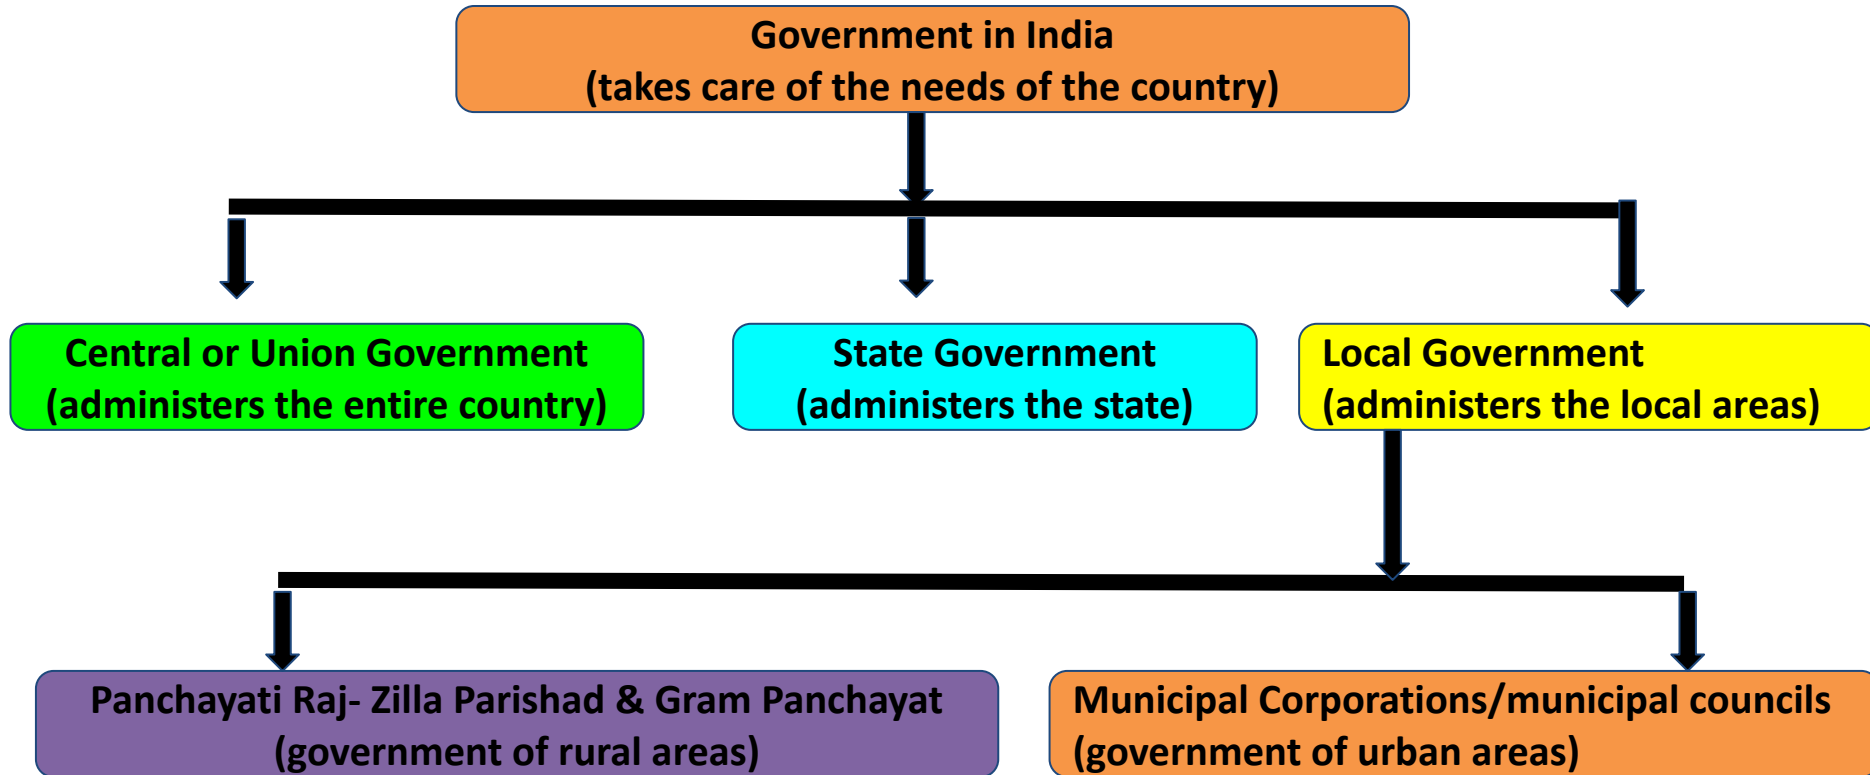 Government in India
(takes care of the needs of the country)
Central or Union Government
(administers the entire country)
State Government
(administers the state)
Local Government
(administers the local areas)
Panchayati Raj- Zilla Parishad & Gram Panchayat
(government of rural areas)
Municipal Corporations/municipal councils
(government of urban areas)